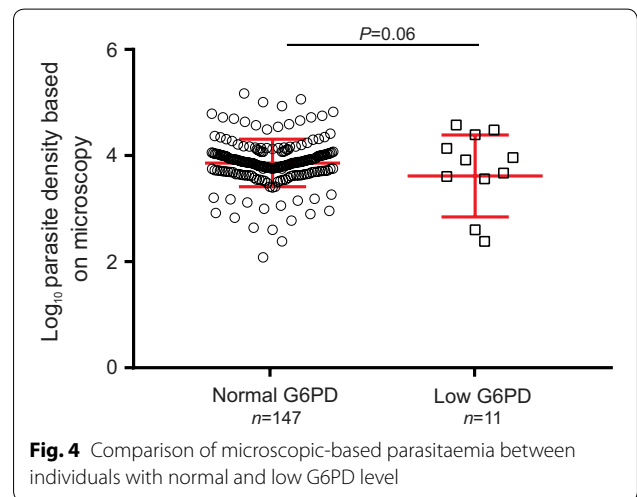 P=0.06
6
4
2
0
Log₁₀ parasite density based
on microscopy
Normal G6PD
n=147
Low G6PD
n=11
Fig. 4 Comparison of microscopic-based parasitaemia between
individuals with normal and low G6PD level